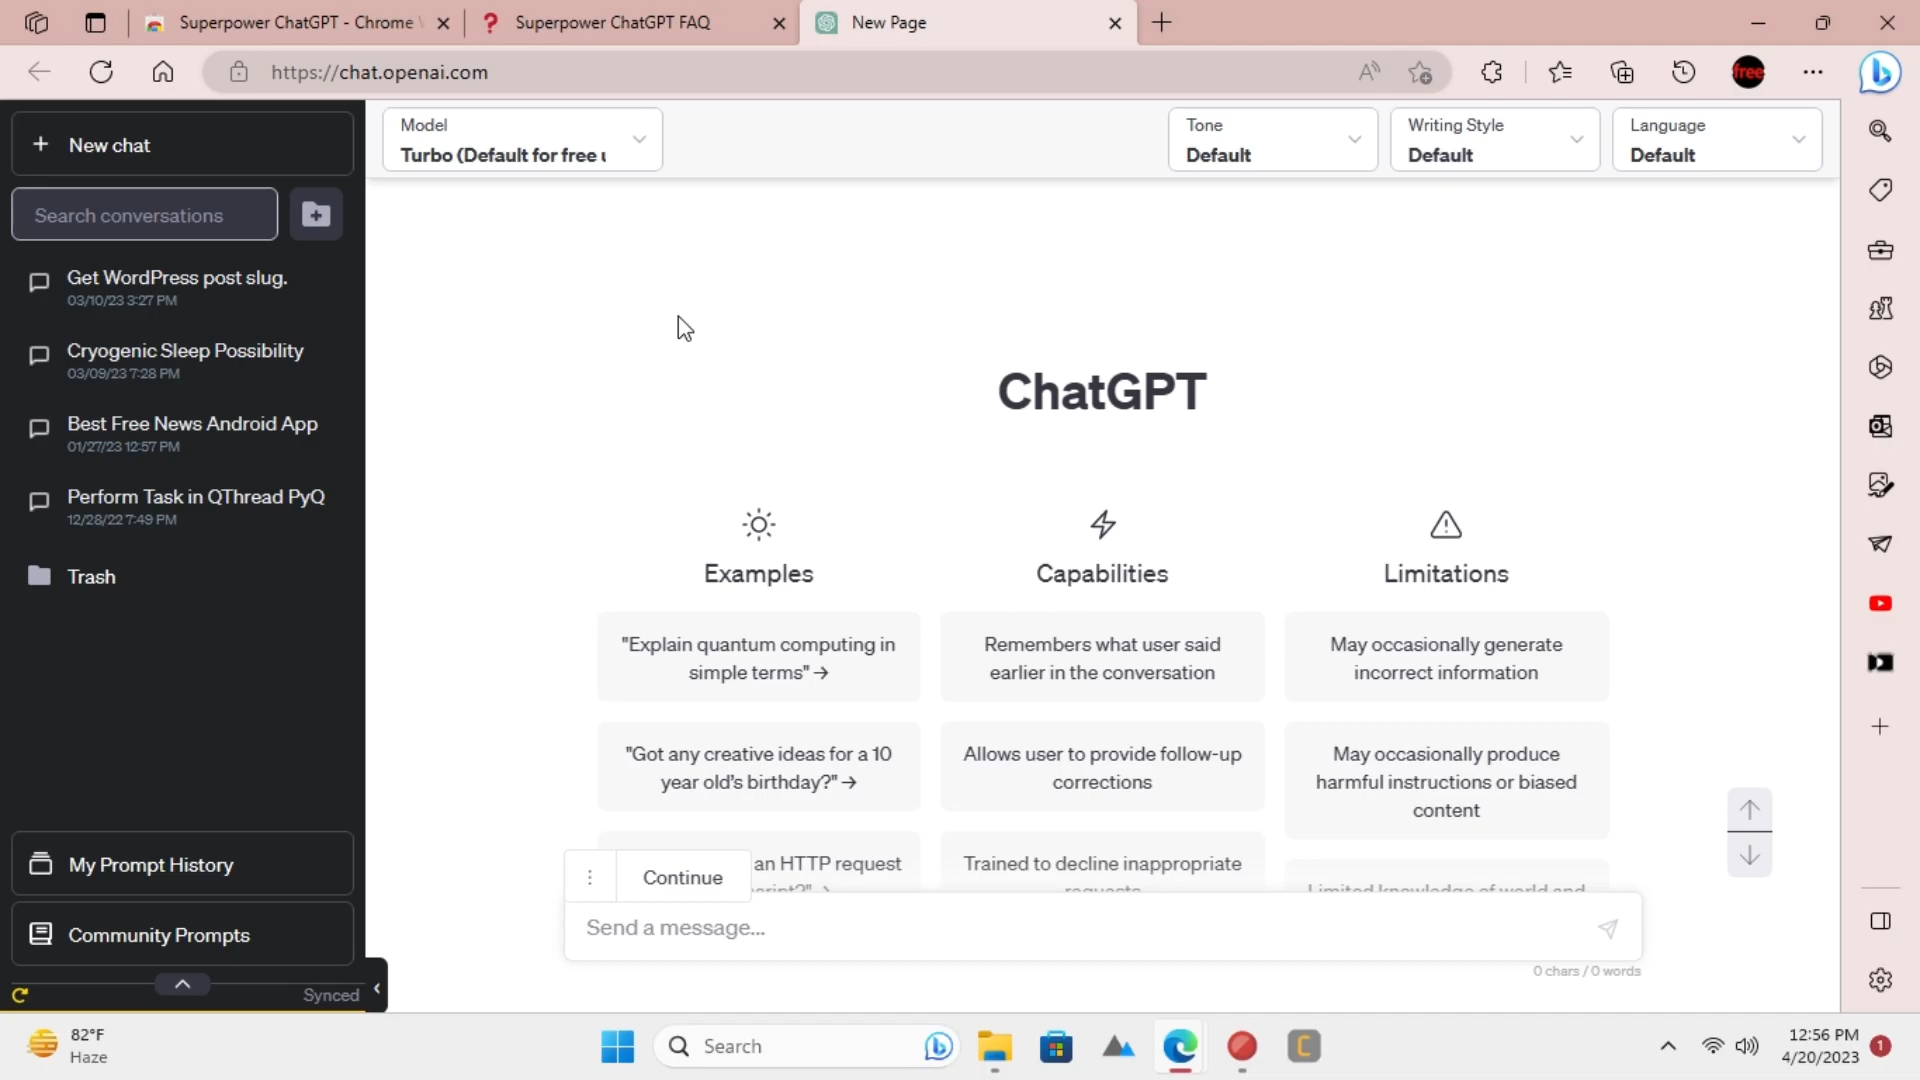 Superpower ChatGPT - Chrome
Superpower ChatGPT FAQ
New Page
https://chat.openai.com
free
New chat
Search conversations
Get WordPress post slug.
03/10/23 3:27 PM
Cryogenic Sleep Possibility
03/09/23 7:28 PM
Best Free News Android App
01/27/23 12:57 PM
Perform Task in QThread PyQ
12/28/22 7:49 PM
Trash
My Prompt History
Community Prompts
Synced
Model
Turbo (Default for free
Tone
Default
Writing Style
Default
Language
Default
ChatGPT
Examples
"Explain quantum computing in
simple terms" →
"Got any creative ideas for a 10
year old's birthday?" →
an HTTP request
Capabilities
Remembers what user said
earlier in the conversation
Allows user to provide follow-up
corrections
Trained to decline inappropriate
requests
Limitations
May occasionally generate
incorrect information
May occasionally produce
harmful instructions or biased
content
Limited knowledge of world and
Continue
Send a message...
0 chars / 0 words
82°F
Haze
Search
C
12:56 PM
4/20/2023
1